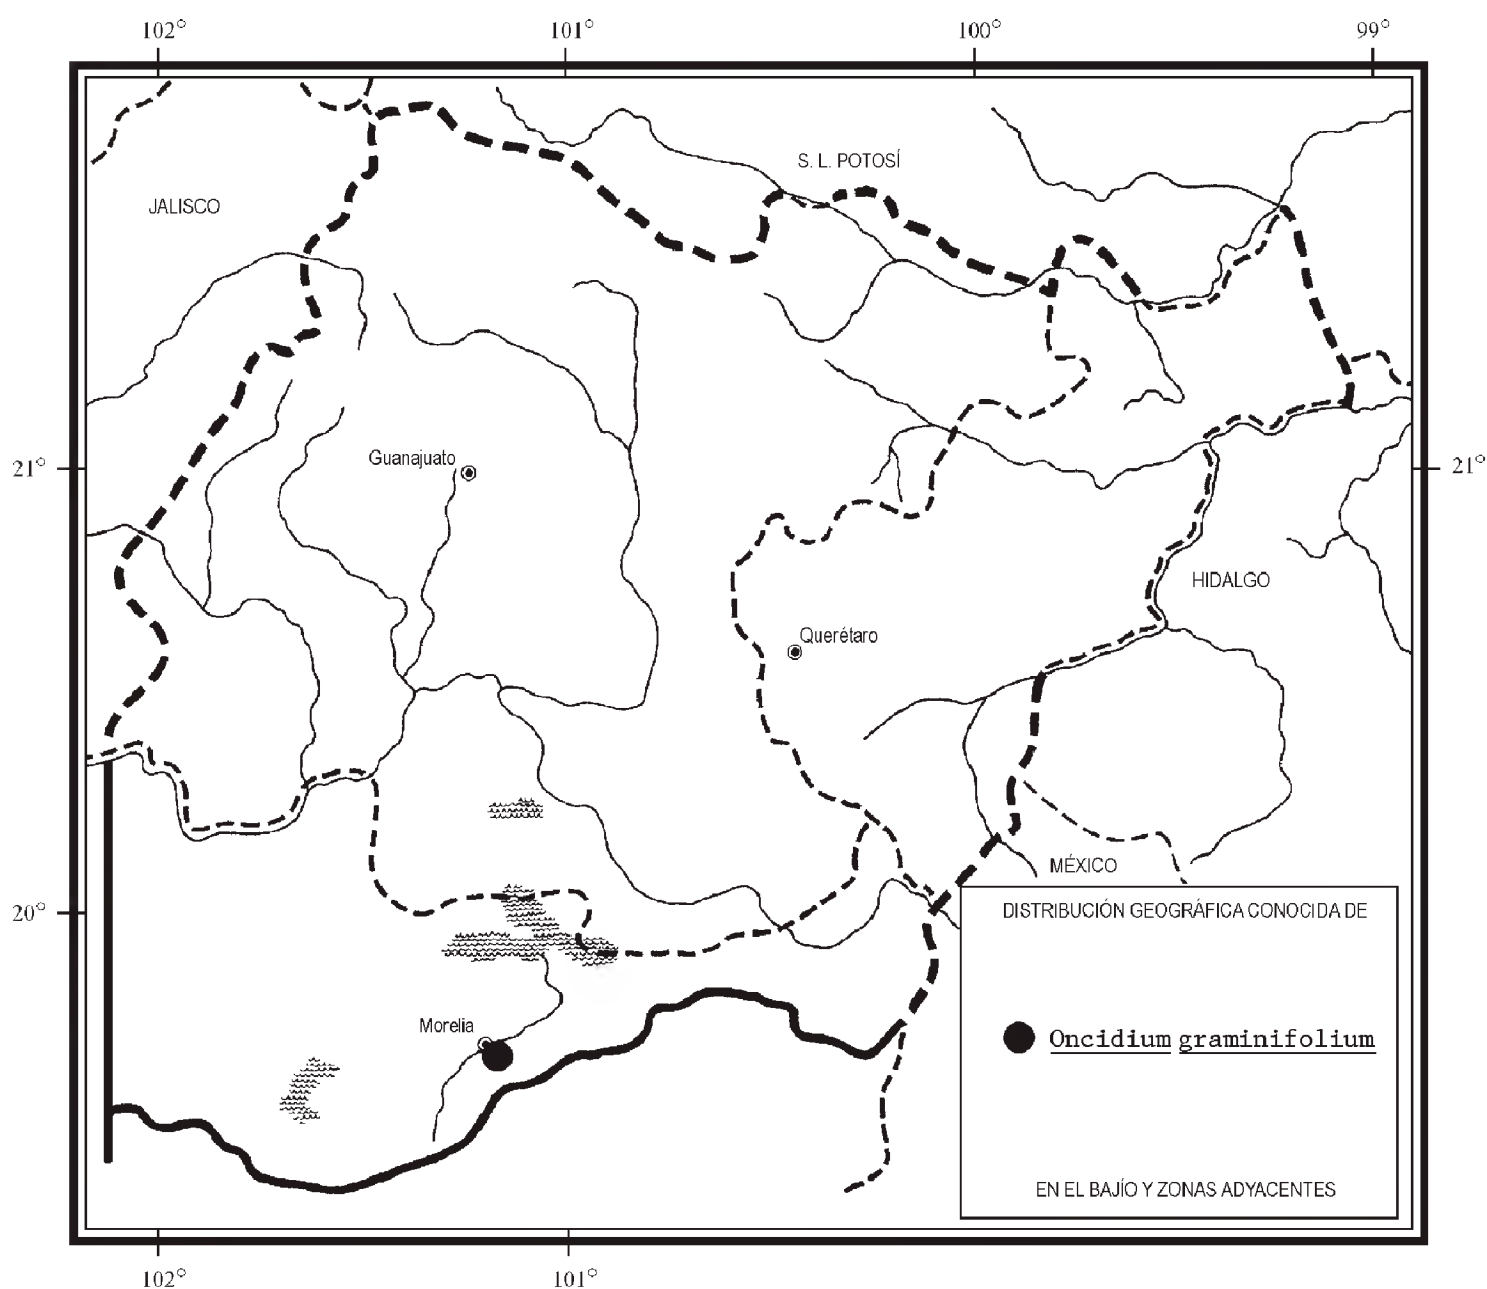 102° 101° 100° 99°
S. L. POTOSÍ
JALISCO
Guanajuato
21° 21°
HIDALGO
Querétaro
MÉXICO
20°
DISTRIBUCIÓN GEOGRÁFICA CONOCIDA DE
Morelia
Oncidium graminifolium
EN EL BAJÍO Y ZONAS ADYACENTES
102° 101°